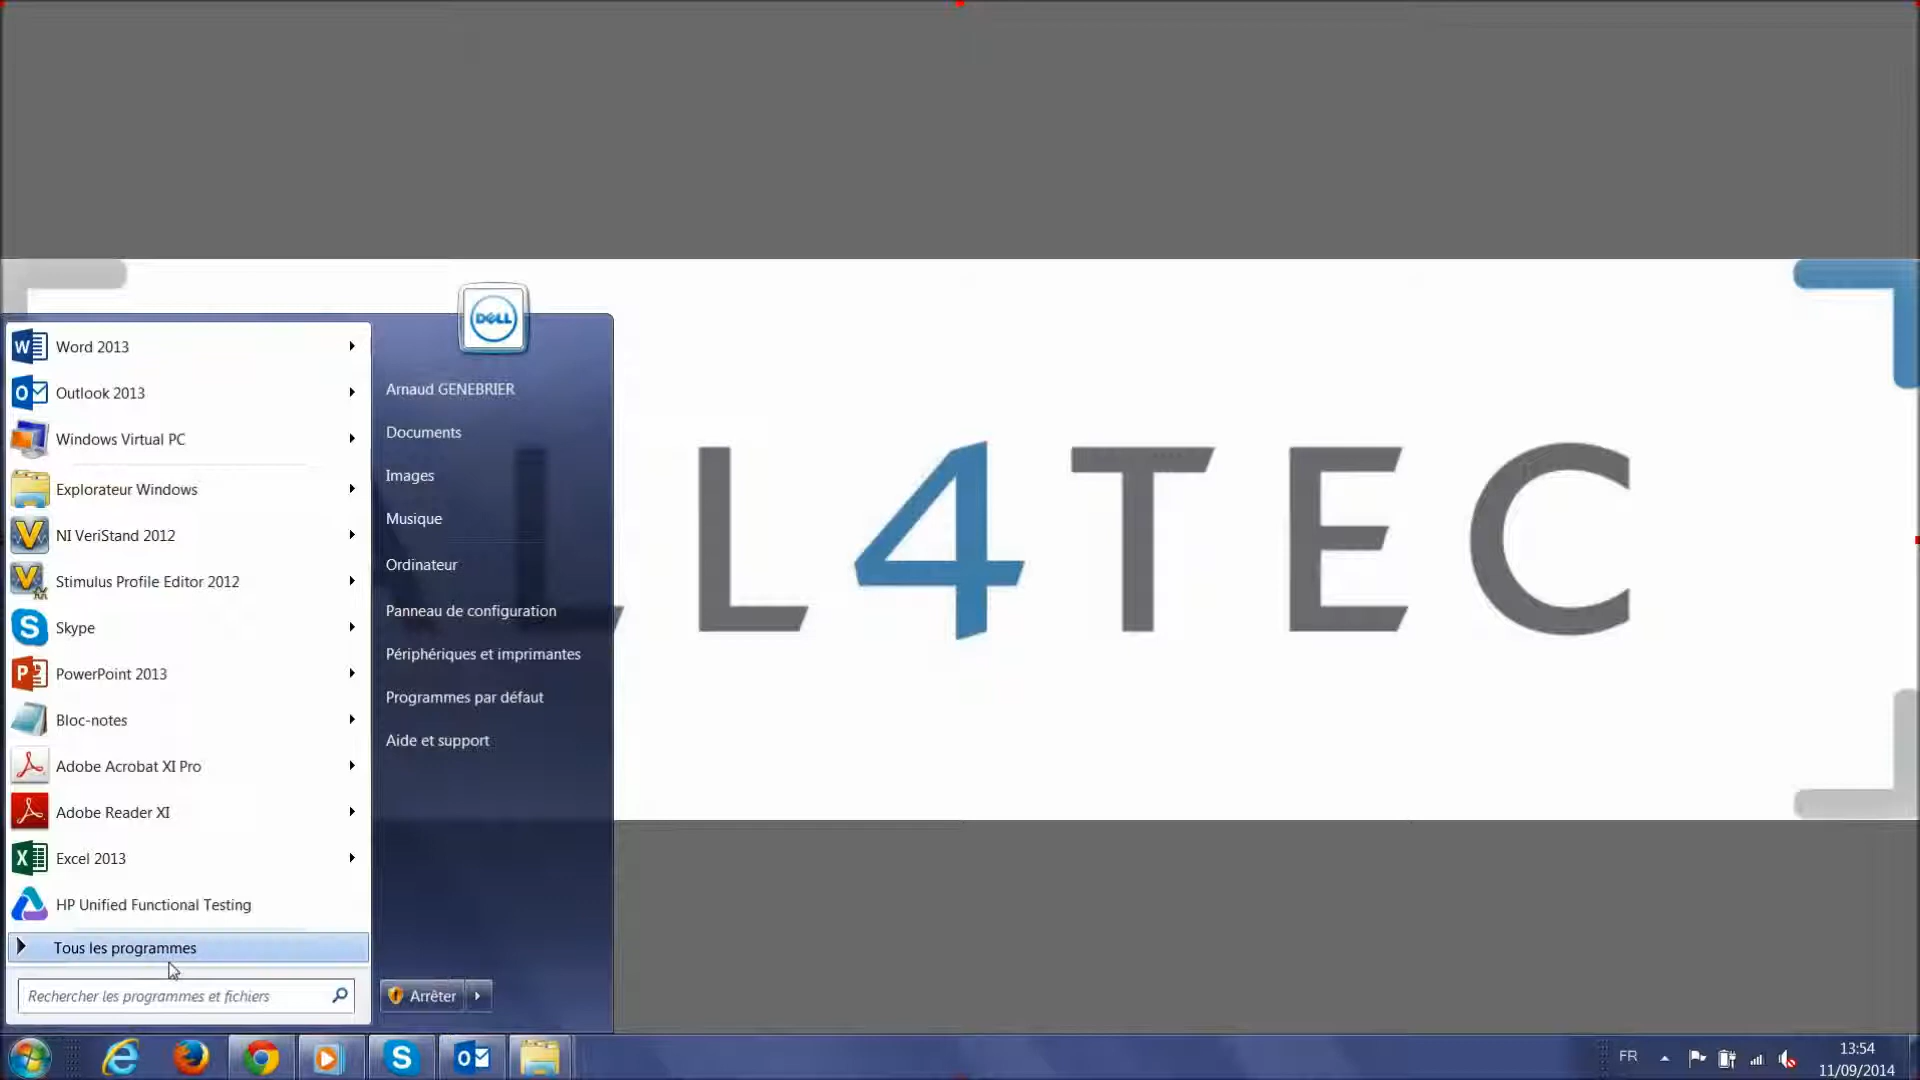 DELL
Word 2013
Outlook 2013
Windows Virtual PC
Explorateur Windows
NI VeriStand 2012
Stimulus Profile Editor 2012
Skype
PowerPoint 2013
Bloc-notes
Adobe Acrobat XI Pro
Adobe Reader XI
Excel 2013
HP Unified Functional Testing
Tous les programmes
Rechercher les programmes et fichiers
Arnaud GENEBRIER
Documents
Images
Musique
Ordinateur
Panneau de configuration
Périphériques et imprimantes
Programmes par défaut
Aide et support
Arrêter
LL4TEC
FR
13:54
11/09/2014